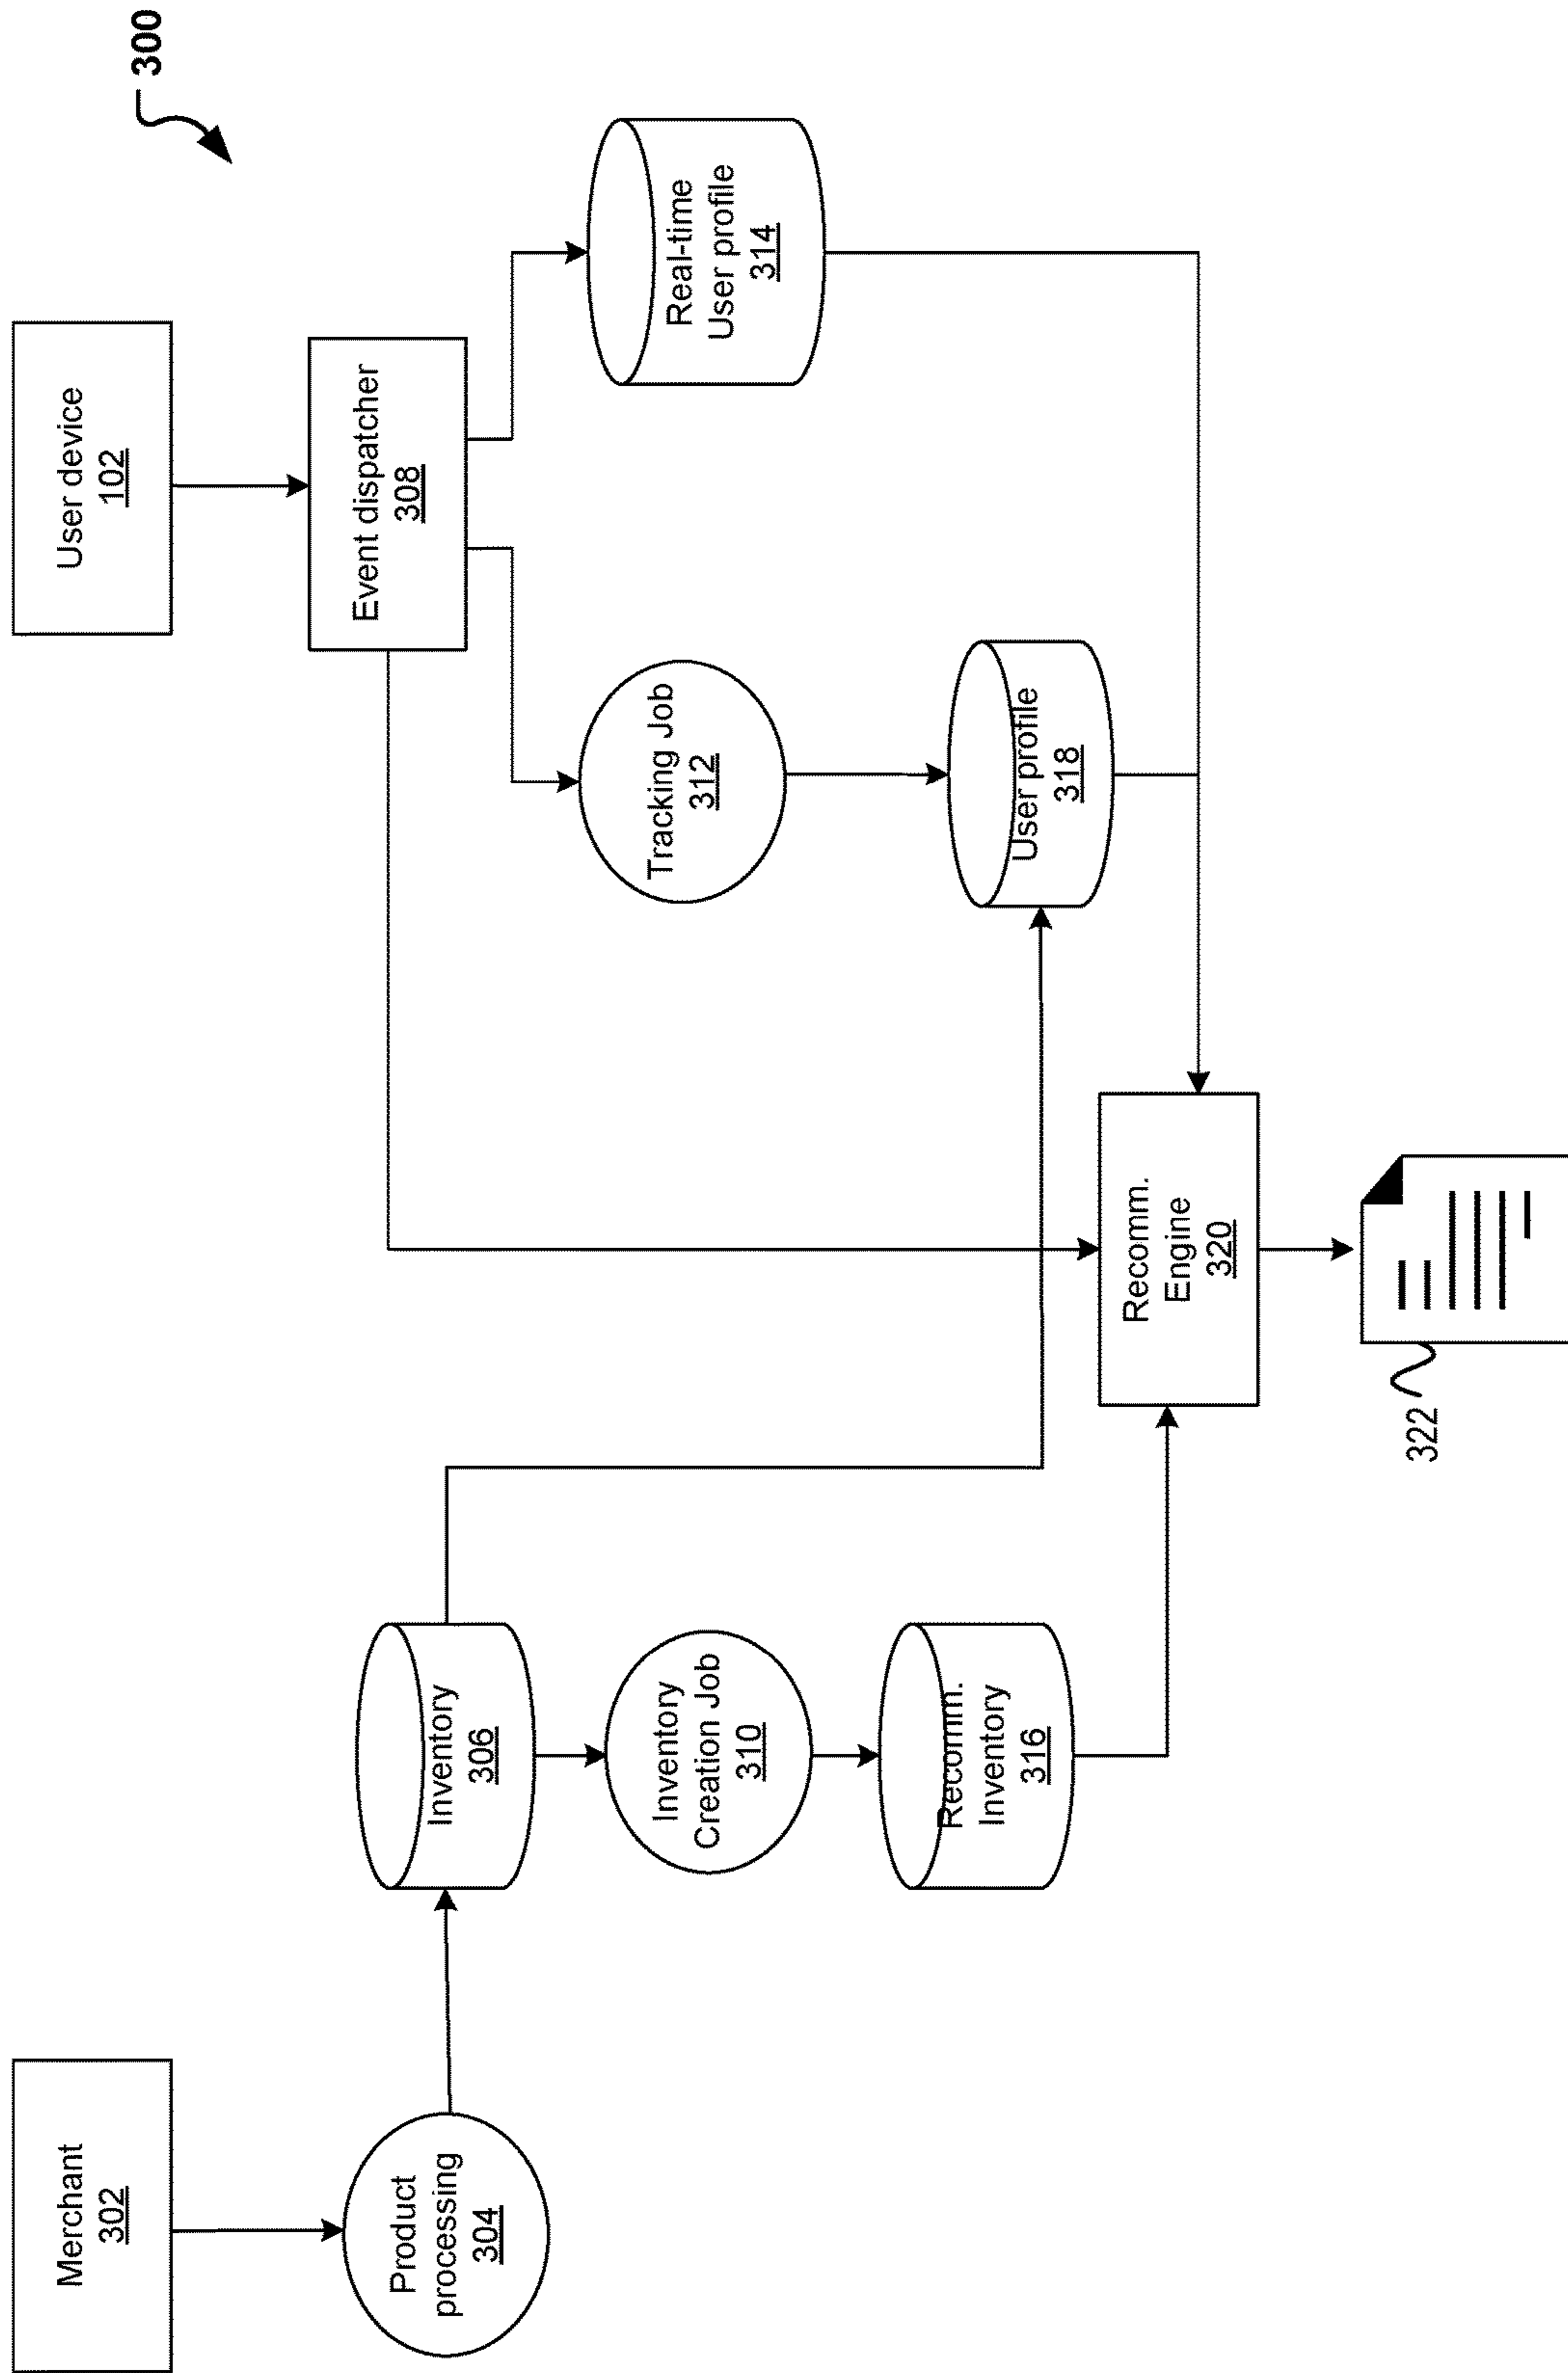 300
Merchant
302
User device
102
Product
processing
304
Inventory
306
Event dispatcher
308
Inventory
Creation Job
310
Tracking Job
312
Real-time
User profile
314
Recomm.
Inventory
316
User profile
318
Recomm.
Engine
320
322